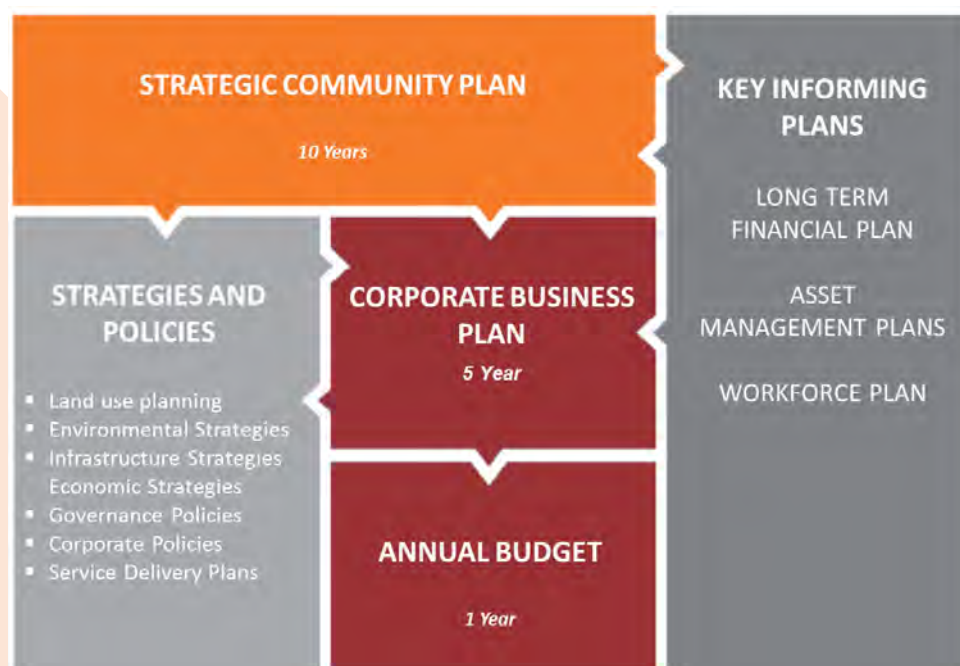 STRATEGIC COMMUNITY PLAN
10 Years
KEY INFORMING
PLANS
LONG TERM
FINANCIAL PLAN
ASSET
MANAGEMENT PLANS
WORKFORCE PLAN
STRATEGIES AND
POLICIES
▪ Land use planning
▪ Environmental Strategies
▪ Infrastructure Strategies
Economic Strategies
▪ Governance Policies
▪ Corporate Policies
▪ Service Delivery Plans
CORPORATE BUSINESS
PLAN
5 Year
ANNUAL BUDGET
1 Year